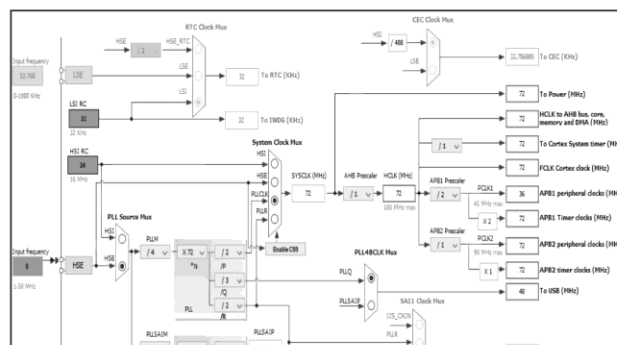 RTC Clock Mux
CEC Clock Mux
HSE
/ 2
HSE_RTC
HSI
/ 488
32.786885
To CEC (KHz)
LSE
Input frequency
32.768
LSE
LSE
32
To RTC (KHz)
0-1000 KHz
LSI
72
To Power (MHz)
LSI RC
32
32
To IWDG (KHz)
72
HCLK to AHB bus, core,
memory and DMA (MHz)
32 KHz
System Clock Mux
/ 1
72
To Cortex System timer (MH
HSI RC
16
HSI
16 MHz
HSE
SYSCLK (MHz)
AHB Prescaler
HCLK (MHz)
APB1 Prescaler
72
FCLK Cortex clock (MHz)
PLLCLK
72
/ 1
72
/ 2
PCLK1
36
APB1 peripheral clocks (MH
PLL Source Mux
PLLR
180 MHz max
45 MHz max
X 2
72
APB1 Timer clocks (MHz)
HSI
PLLM
Enable CSS
APB2 Prescaler
PCLK2
Input frequency
/ 4
X 72
/ 2
PLL48CLK Mux
/ 1
72
APB2 peripheral clocks (MH
8
HSE
HSE
*N
/P
90 MHz max
1-50 MHz
/ 3
PLLQ
X 1
72
APB2 timer clocks (MHz)
/Q
PLLSAIP
48
To USB (MHz)
/ 2
SAI1 Clock Mux
PLL
/R
I2S_CKIN
PLLR
PLLSAIM
PLLSAIP